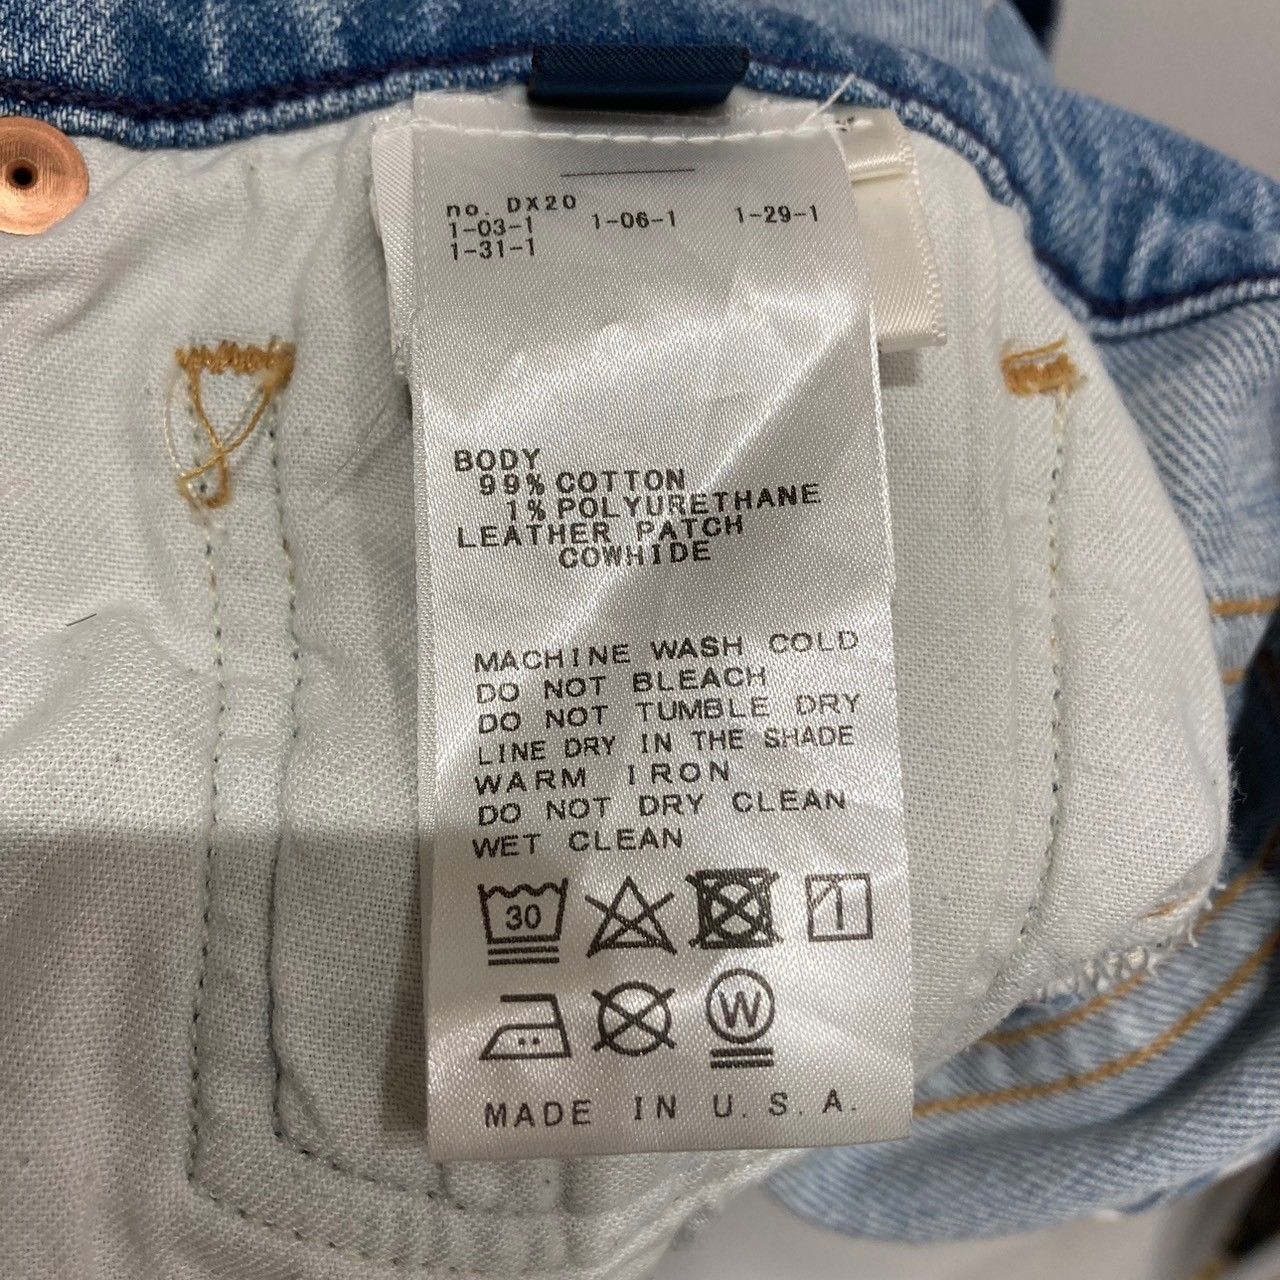 no. DX20
1-03-1 1-06-1 1-29-1
1-31-1
BODY
99% COTTON
1% POLYURETHANE
LEATHER PATCH
COWHIDE
MACHINE WASH COLD
DO NOT BLEACH
DO NOT TUMBLE DRY
LINE DRY IN THE SHADE
WARM IRON
DO NOT DRY CLEAN
WET CLEAN
30
W
MADE IN U.S.A.